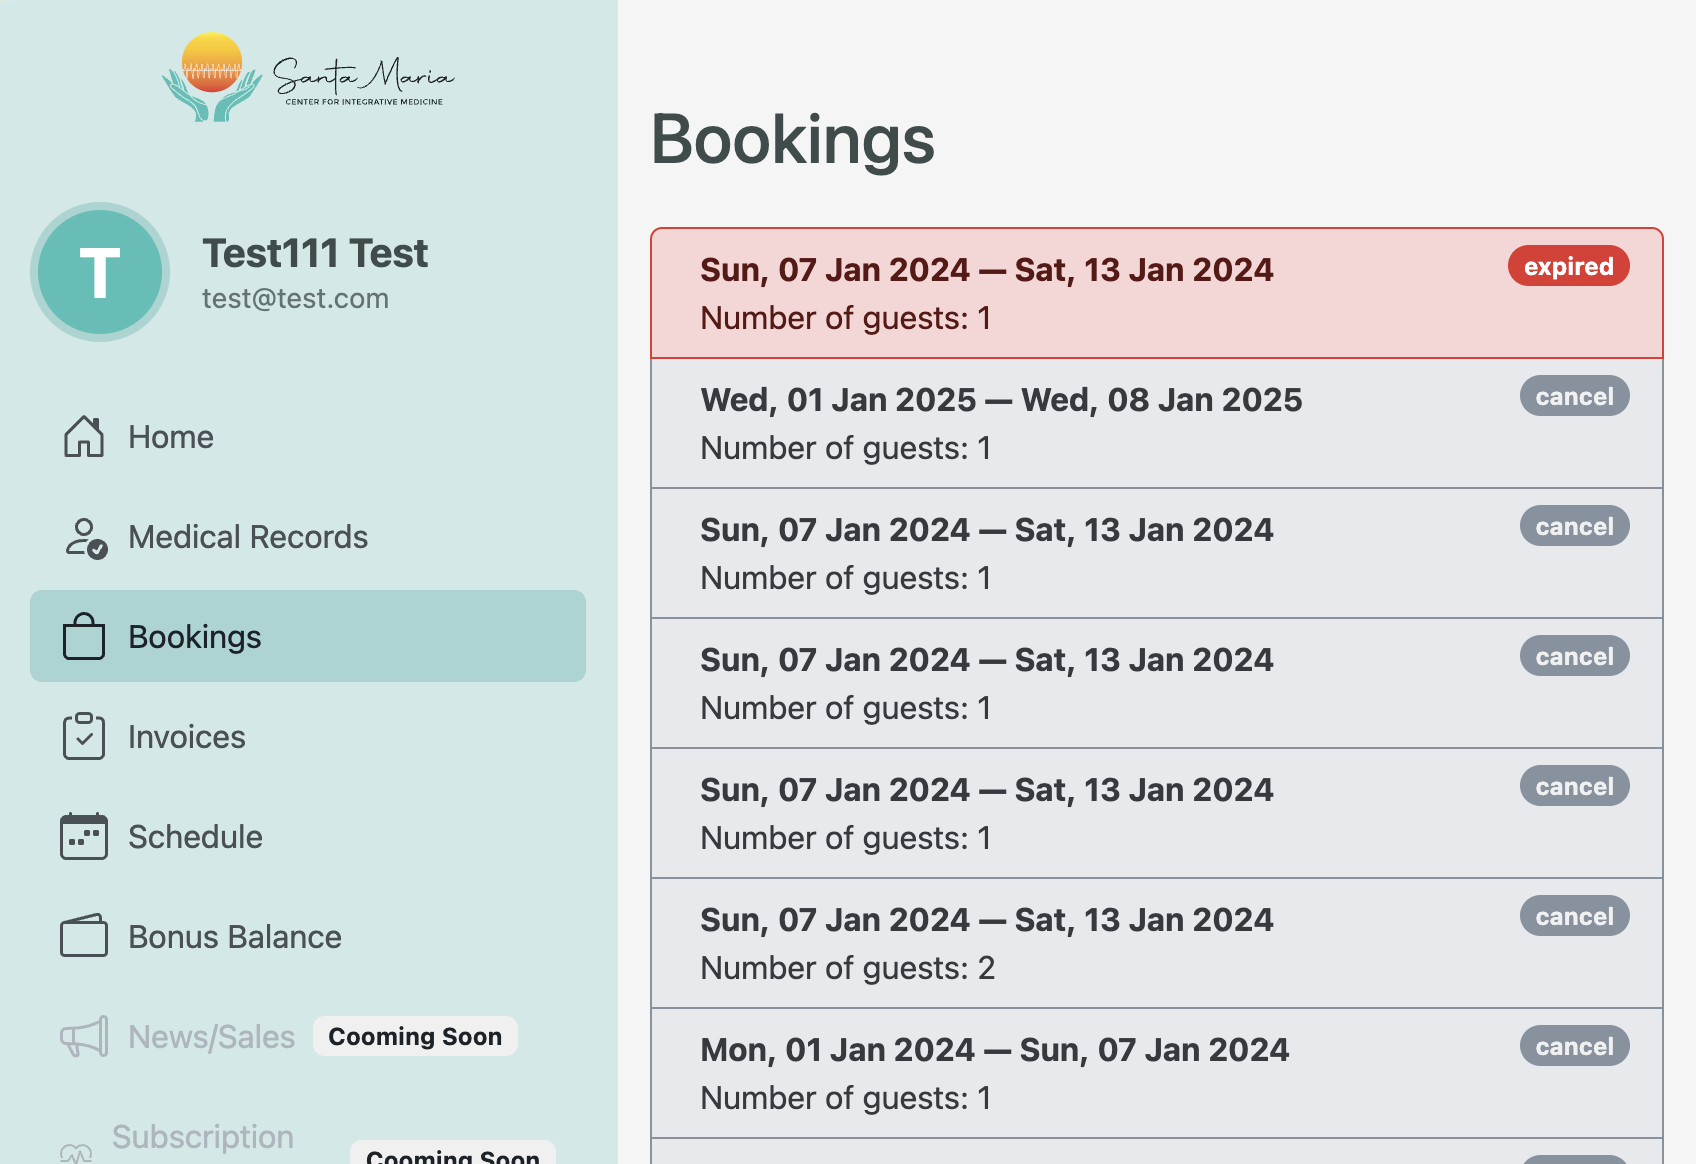 Santa Maria
CENTER FOR INTEGRATIVE MEDICINE
T
Test111 Test
test@test.com
Home
Medical Records
Bookings
Invoices
Schedule
Bonus Balance
News/Sales Cooming Soon
Subscription
Cooming Soon
Bookings
Sun, 07 Jan 2024 — Sat, 13 Jan 2024 expired
Number of guests: 1
Wed, 01 Jan 2025 — Wed, 08 Jan 2025 cancel
Number of guests: 1
Sun, 07 Jan 2024 — Sat, 13 Jan 2024 cancel
Number of guests: 1
Sun, 07 Jan 2024 — Sat, 13 Jan 2024 cancel
Number of guests: 1
Sun, 07 Jan 2024 — Sat, 13 Jan 2024 cancel
Number of guests: 1
Sun, 07 Jan 2024 — Sat, 13 Jan 2024 cancel
Number of guests: 2
Mon, 01 Jan 2024 — Sun, 07 Jan 2024 cancel
Number of guests: 1